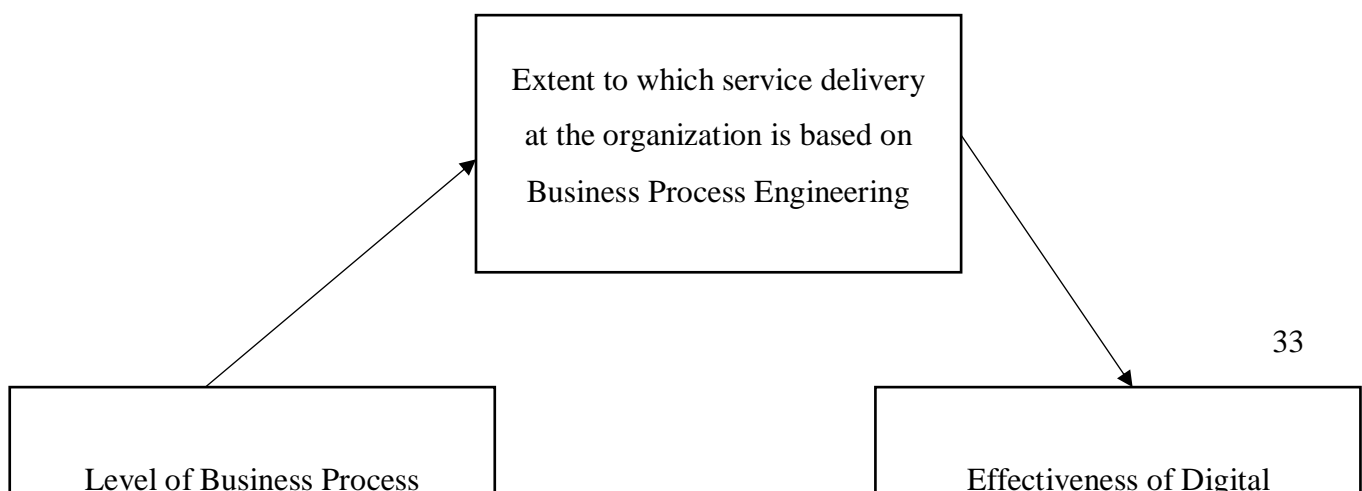 Extent to which service delivery
at the organization is based on
Business Process Engineering
33
Level of Business Process
Effectiveness of Digital